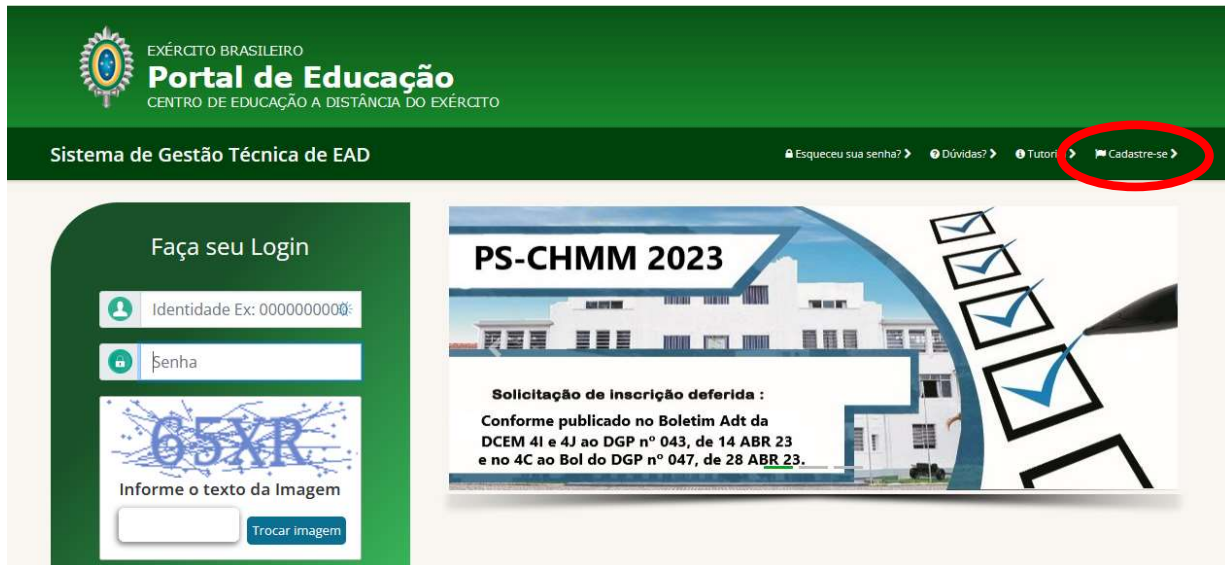 EXÉRCITO BRASILEIRO
Portal de Educação
CENTRO DE EDUCAÇÃO A DISTÂNCIA DO EXÉRCITO
Sistema de Gestão Técnica de EAD
Esqueceu sua senha? Dúvidas? Cadastre-se
Faça seu Login
Identidade Ex: 0000000000
Senha
65XR
Informe o texto da Imagem
Trocar imagem
PS-CHMM 2023
Solicitação de inscrição deferida :
Conforme publicado no Boletim Adt da
DCEM 4I e 4J ao DGP nº 043, de 14 ABR 23
e no 4C ao Bol do DGP nº 047, de 28 ABR 23.